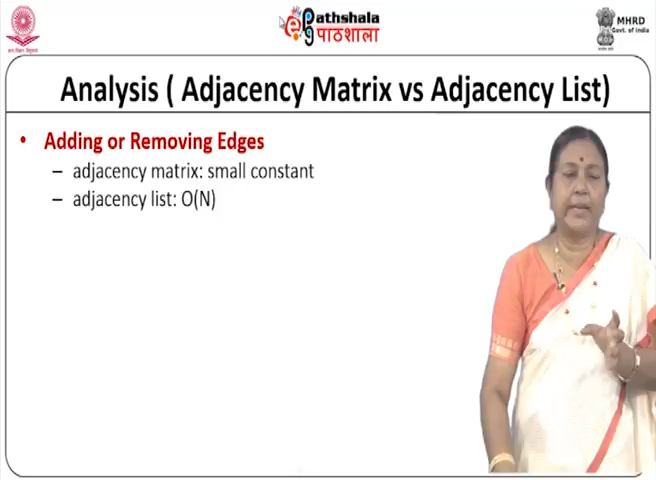 ePathshala
पाठशाला
MHRD
Govt. of India
Analysis ( Adjacency Matrix vs Adjacency List)
• Adding or Removing Edges
– adjacency matrix: small constant
– adjacency list: O(N)